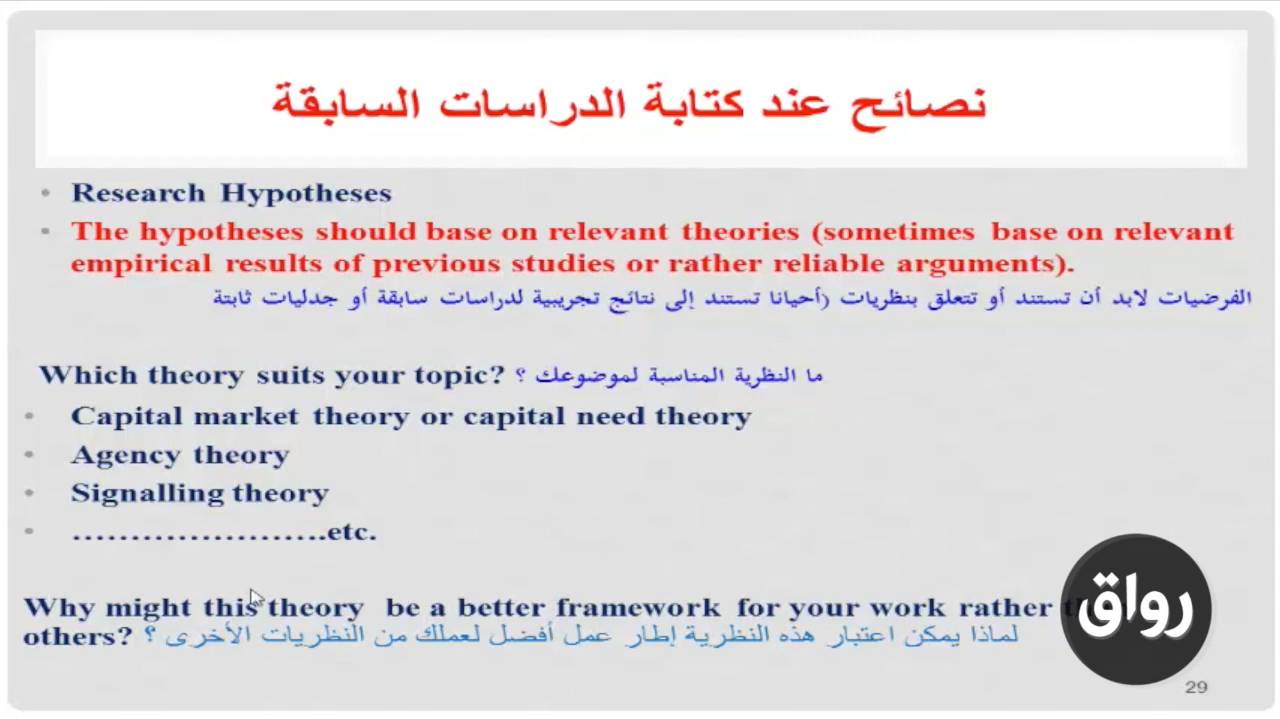 نصائح عند كتابة الدراسات السابقة
• Research Hypotheses
• The hypotheses should base on relevant theories (sometimes base on relevant
empirical results of previous studies or rather reliable arguments).
الفرضيات لابد أن تستند أو تتعلق بنظريات (أحيانا تستند إلى نتائج تجريبية لدراسات سابقة أو جدليات ثابتة
Which theory suits your topic? ما النظرية المناسبة لموضوعك ؟
• Capital market theory or capital need theory
• Agency theory
• Signalling theory
• …………………….etc.
Why might this theory be a better framework for your work rather
others? لماذا يمكن اعتبار هذه النظرية إطار عمل أفضل لعملك من النظريات الأخرى ؟
رواق
29